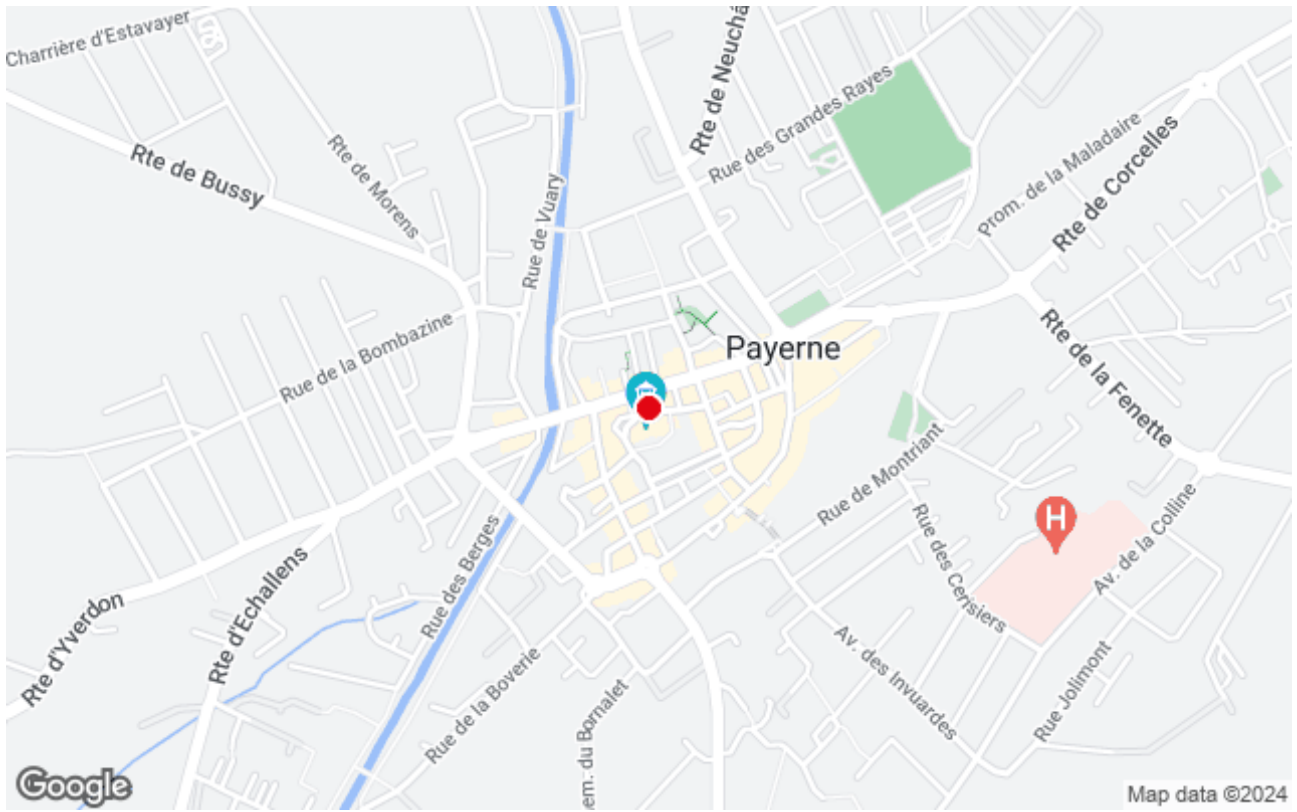 Charrière d'Estavayer
Rte de Neuchâ
Rue des Grandes Rayes
Rte de Bussy
Rte de Morens
Rue de Vuary
Prom. de la Maladaire
Rte de Corcelles
Rue de la Bombazine
Payerne
Rte de la Fenette
Rue de Montriant
H
Rue des Cerisiers
Av. de la Colline
Rte d'Yverdon
Rte d'Echallens
Rue des Berges
Rue de la Boverie
hem. du Bornalet
Av. des Invuardes
Rue Jolimont
Google
Map data ©2024